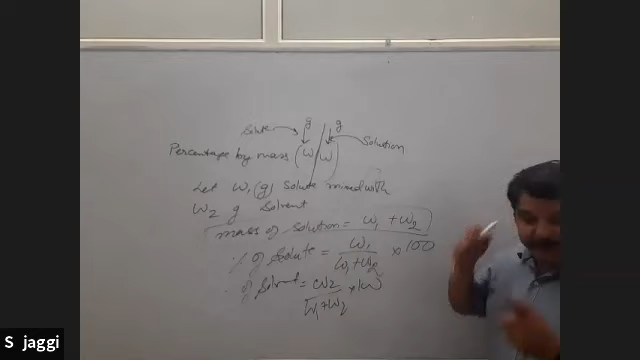 g g
Solute Solution
Percentage by mass (W/W)
Let W₁(g) Solute mixed with
W₂ g Solvent
mass of Solution = W₁ + W₂
% of Solute = W₁/W₁+W₂ × 100
% of Solvent = W₂/W₁+W₂ × 100
S jaggi